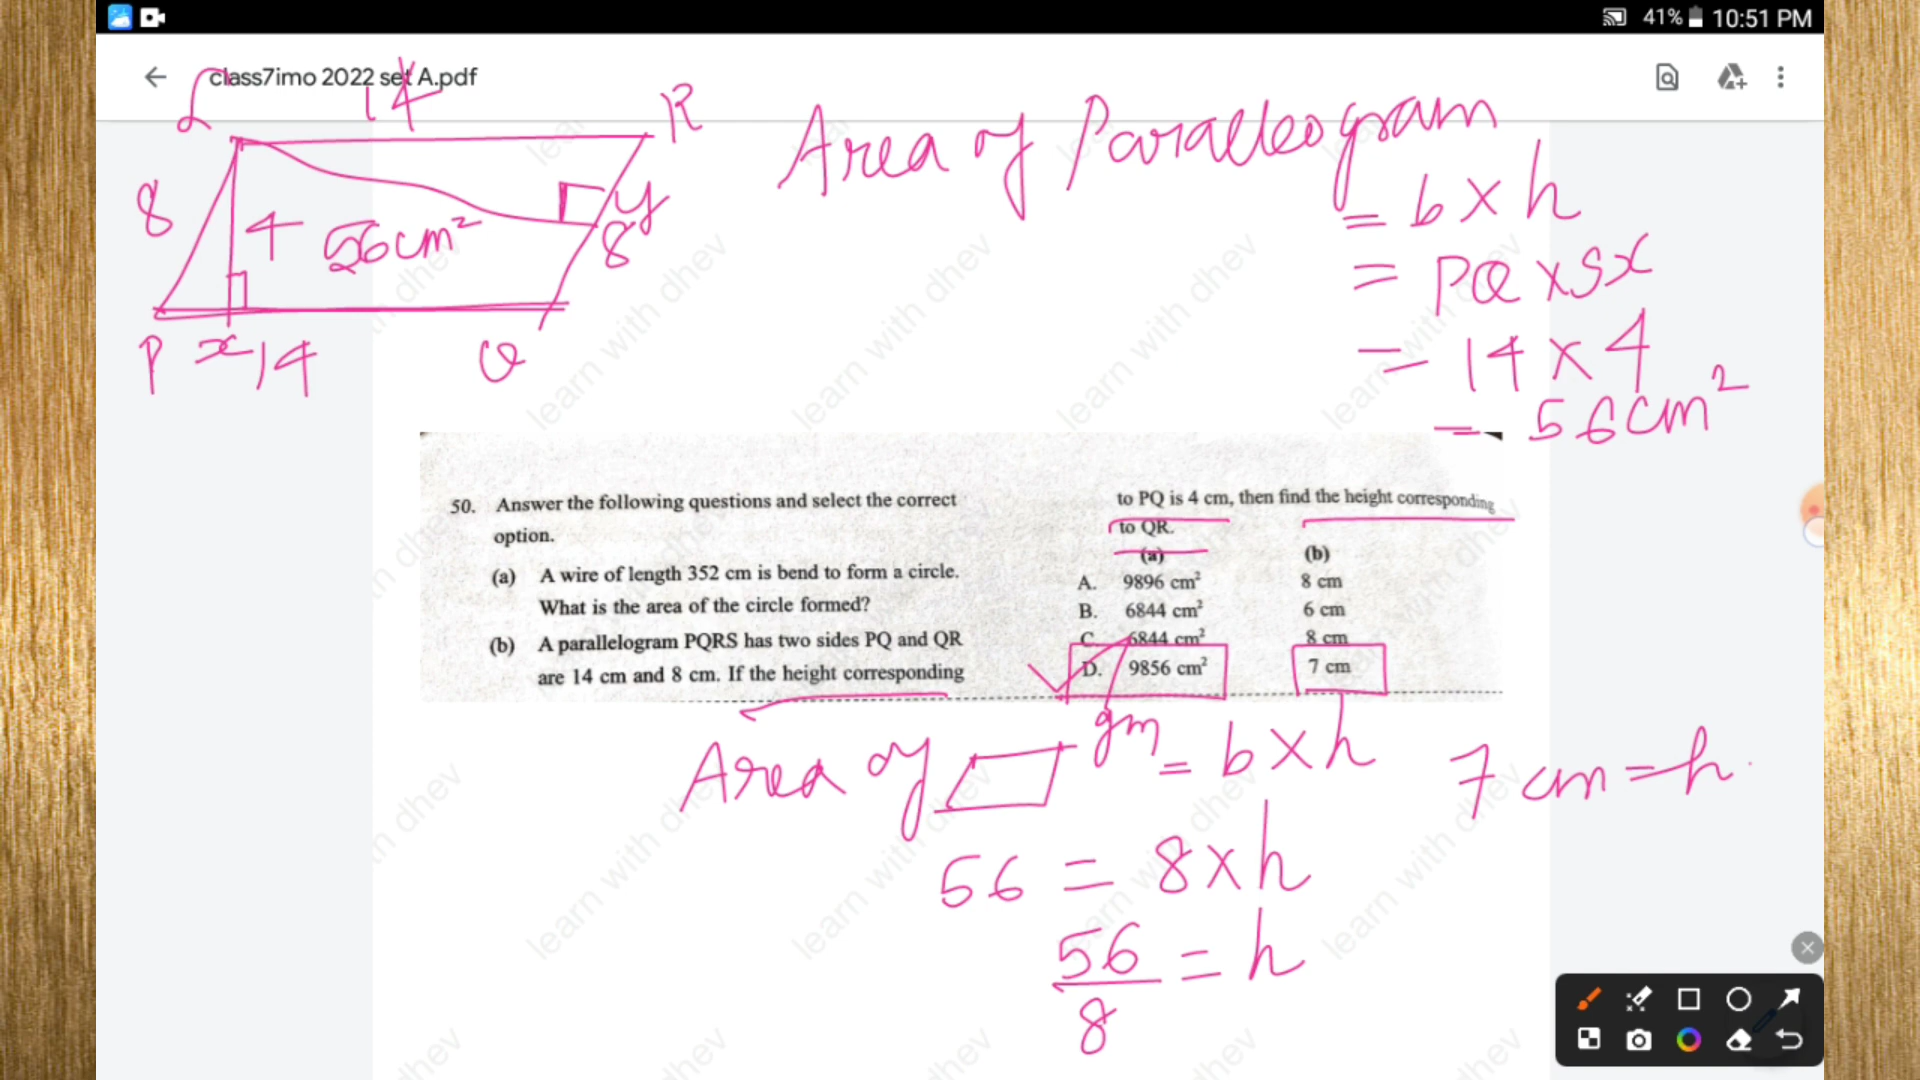 41% 10:51 PM
class7imo 2022 set A.pdf
14
R
8
4
56cm²
y
8
P x 14
Q
Area of Paralleogram
= b x h
= PQ x Sx
= 14 x 4
= 56cm²
50. Answer the following questions and select the correct
option.
(a) A wire of length 352 cm is bend to form a circle.
What is the area of the circle formed?
(b) A parallelogram PQRS has two sides PQ and QR
are 14 cm and 8 cm. If the height corresponding
to PQ is 4 cm, then find the height corresponding
to QR.
(a) (b)
A. 9896 cm² 8 cm
B. 6844 cm² 6 cm
C. 6844 cm² 8 cm
D. 9856 cm² 7 cm
Area of gm = b x h
56 = 8 x h
56/8 = h
7 cm = h
learn with dhev